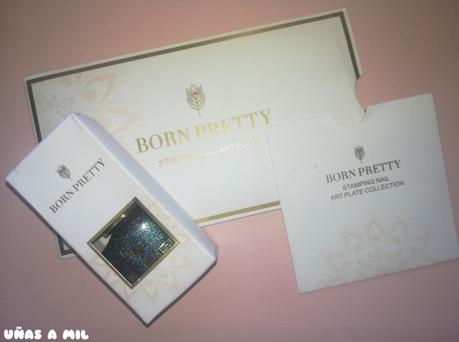 BORN PRETTY
STAMPING NAIL ART PLATE
BORN PRETTY
BORN PRETTY
STAMPING NAIL
ART PLATE COLLECTION
UÑAS A MIL